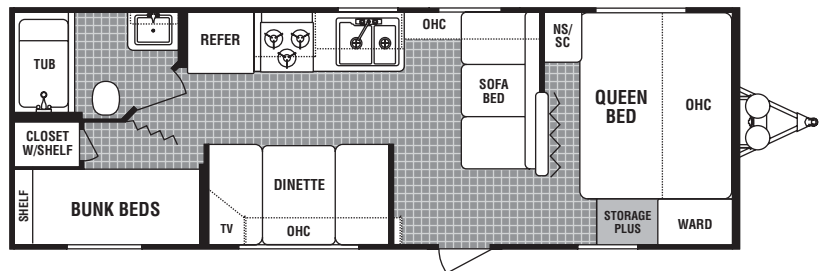 TUB
REFER
OHC
NS/
SC
SOFA
BED
QUEEN
BED
OHC
CLOSET
W/SHELF
SHELF
BUNK BEDS
DINETTE
TV
OHC
STORAGE
PLUS
WARD